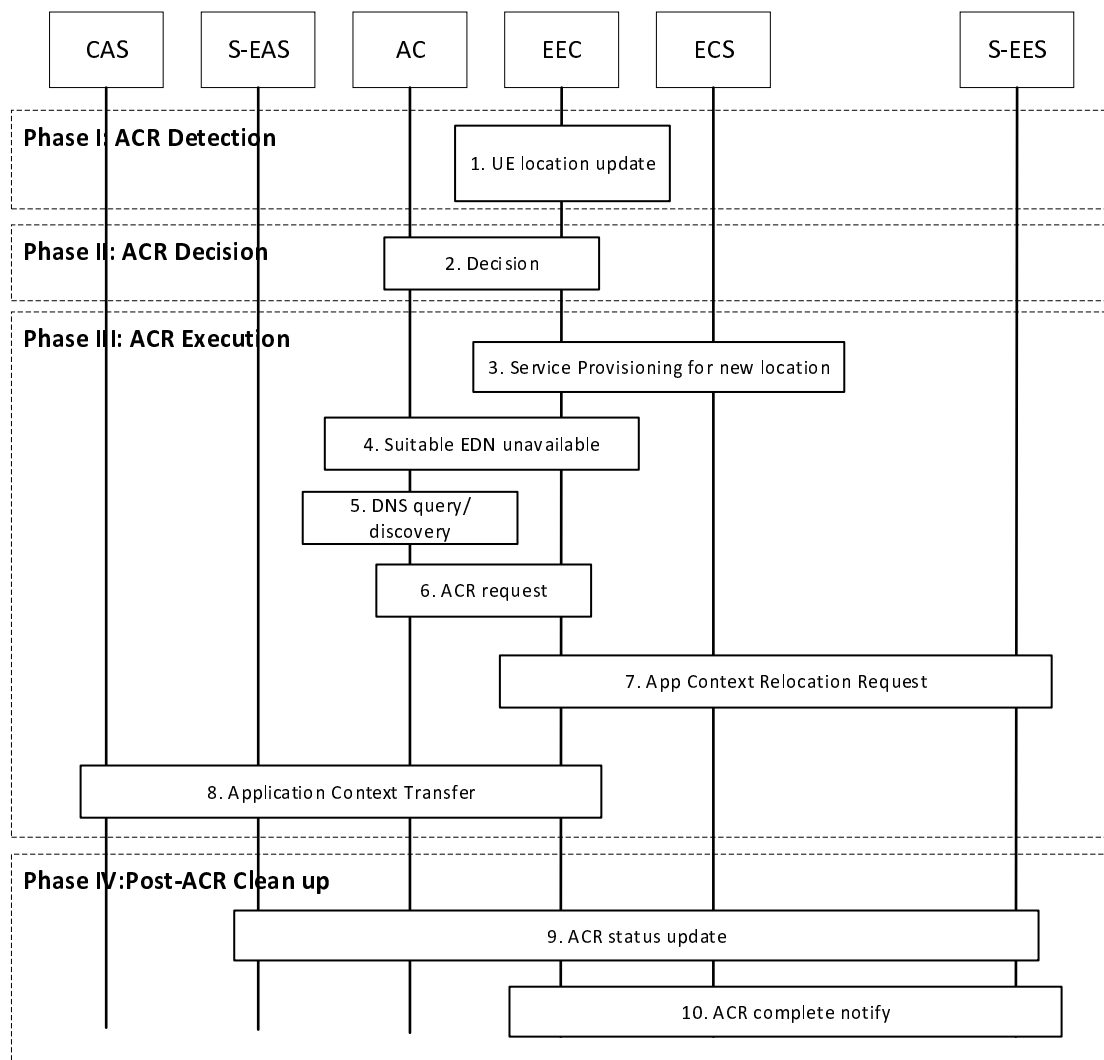 CAS S-EAS AC EEC ECS S-EES
Phase I: ACR Detection
1. UE location update
Phase II: ACR Decision
2. Decision
Phase III: ACR Execution
3. Service Provisioning for new location
4. Suitable EDN unavailable
5. DNS query/
discovery
6. ACR request
7. App Context Relocation Request
8. Application Context Transfer
Phase IV:Post-ACR Clean up
9. ACR status update
10. ACR complete notify